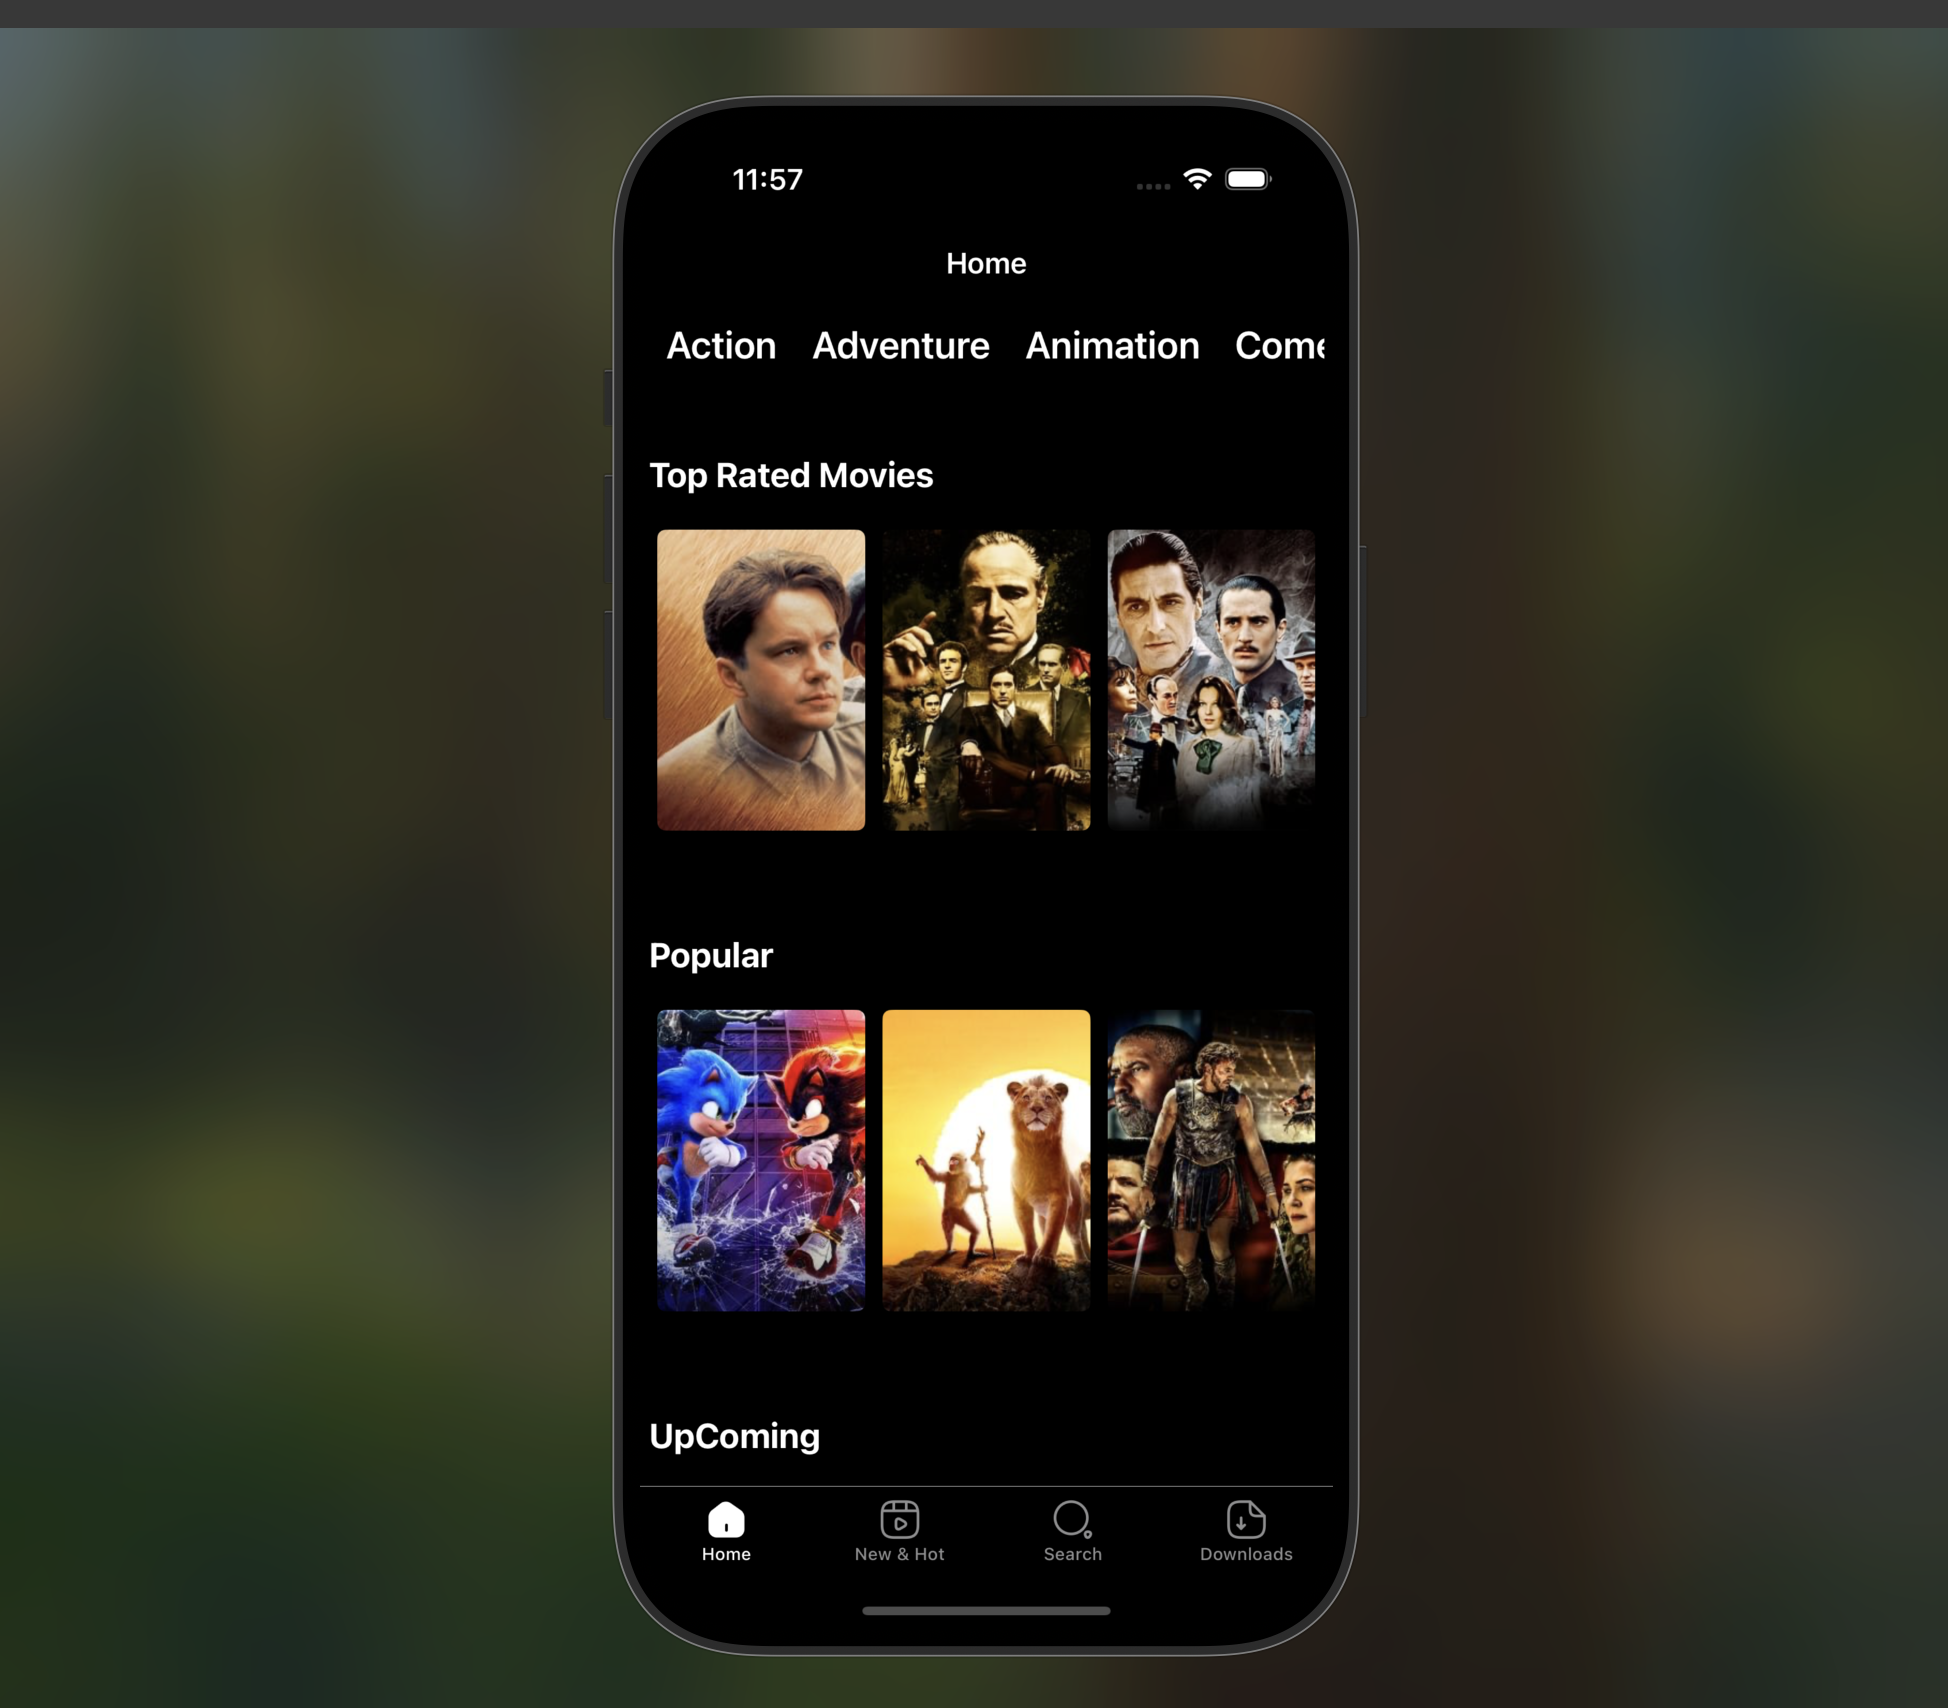 11:57
Home
Action Adventure Animation Come
Top Rated Movies
Popular
UpComing
Home New & Hot Search Downloads